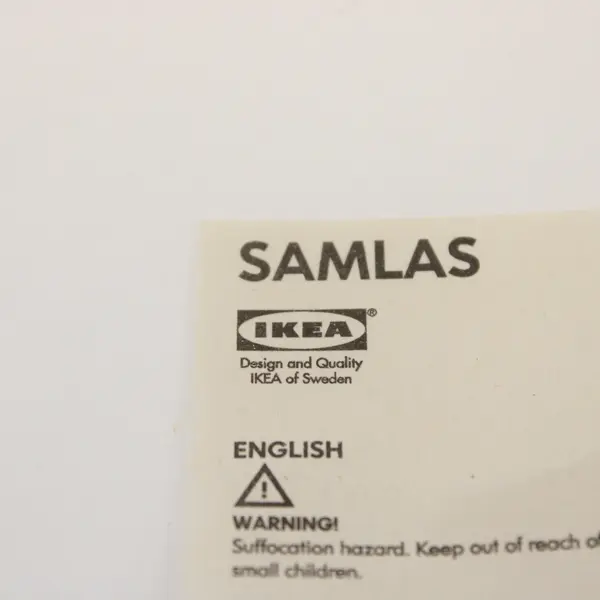 SAMLAS
IKEA®
Design and Quality
IKEA of Sweden
ENGLISH
WARNING!
Suffocation hazard. Keep out of reach of
small children.